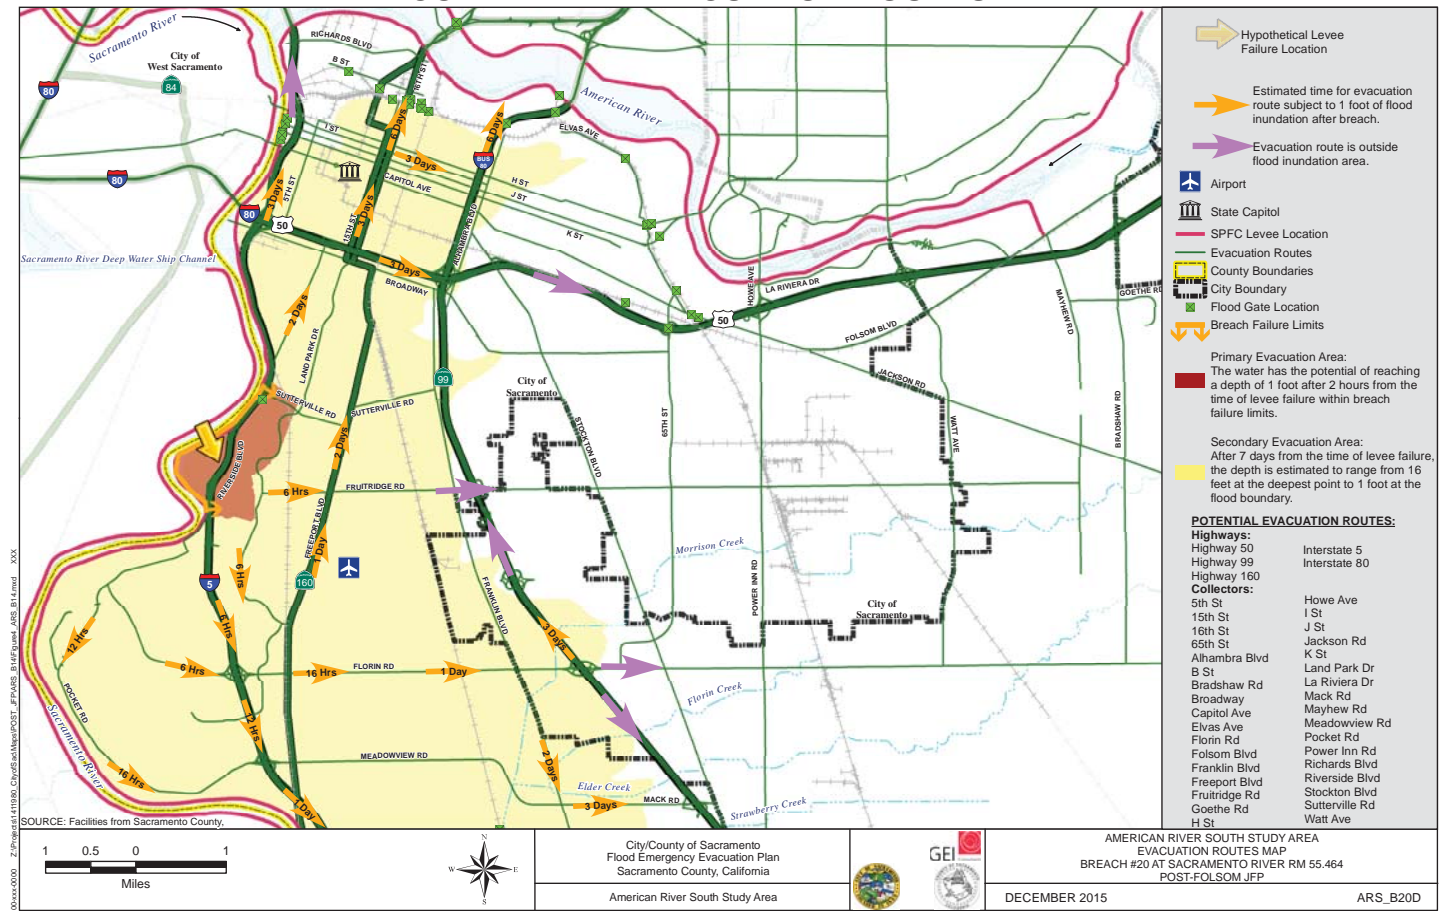 Sacramento River
City of
West Sacramento
84
80
80
80
RICHARDS BLVD
B ST
16TH ST
American River
ELVAS AVE
I ST
6 Days
6 Days
3 Days
BUS
80
CAPITOL AVE
H ST
J ST
K ST
3 Days
5TH ST
15TH ST
ALHAMBRA BLVD
50
3 Days
BROADWAY
Sacramento River Deep Water Ship Channel
2 Days
LAND PARK DR
HOWE AVE
LA RIVIERA DR
50
FOLSOM BLVD
MAYHEW RD
GOETHE RD
JACKSON RD
99
City of
Sacramento
SUTTERVILLE RD
SUTTERVILLE RD
65TH ST
STOCKTON BLVD
WATT AVE
BRADSHAW RD
2 Days
RIVERSIDE BLVD
6 Hrs
FRUITRIDGE RD
FREEPORT BLVD
1 Day
160
5
6 Hrs
6 Hrs
Morrison Creek
POWER INN RD
FRANKLIN BLVD
City of
Sacramento
12 Hrs
3 Days
6 Hrs
16 Hrs
FLORIN RD
1 Day
POCKET RD
12 Hrs
Florin Creek
Sacramento River
MEADOWVIEW RD
16 Hrs
2 Days
Elder Creek
3 Days
MACK RD
Strawberry Creek
1 Day
SOURCE: Facilities from Sacramento County,
Hypothetical Levee
Failure Location
Estimated time for evacuation
route subject to 1 foot of flood
inundation after breach.
Evacuation route is outside
flood inundation area.
Airport
State Capitol
SPFC Levee Location
Evacuation Routes
County Boundaries
City Boundary
Flood Gate Location
Breach Failure Limits
Primary Evacuation Area:
The water has the potential of reaching
a depth of 1 foot after 2 hours from the
time of levee failure within breach
failure limits.
Secondary Evacuation Area:
After 7 days from the time of levee failure,
the depth is estimated to range from 16
feet at the deepest point to 1 foot at the
flood boundary.
POTENTIAL EVACUATION ROUTES:
Highways:
Highway 50
Highway 99
Highway 160
Interstate 5
Interstate 80
Collectors:
5th St
15th St
16th St
65th St
Alhambra Blvd
B St
Bradshaw Rd
Broadway
Capitol Ave
Elvas Ave
Florin Rd
Folsom Blvd
Franklin Blvd
Freeport Blvd
Fruitridge Rd
Goethe Rd
H St
Howe Ave
I St
J St
Jackson Rd
K St
Land Park Dr
La Riviera Dr
Mack Rd
Mayhew Rd
Meadowview Rd
Pocket Rd
Power Inn Rd
Richards Blvd
Riverside Blvd
Stockton Blvd
Sutterville Rd
Watt Ave
1 0.5 0 1
Miles
N
W E
S
City/County of Sacramento
Flood Emergency Evacuation Plan
Sacramento County, California
American River South Study Area
GEI
AMERICAN RIVER SOUTH STUDY AREA
EVACUATION ROUTES MAP
BREACH #20 AT SACRAMENTO RIVER RM 55.464
POST-FOLSOM JFP
DECEMBER 2015
ARS_B20D